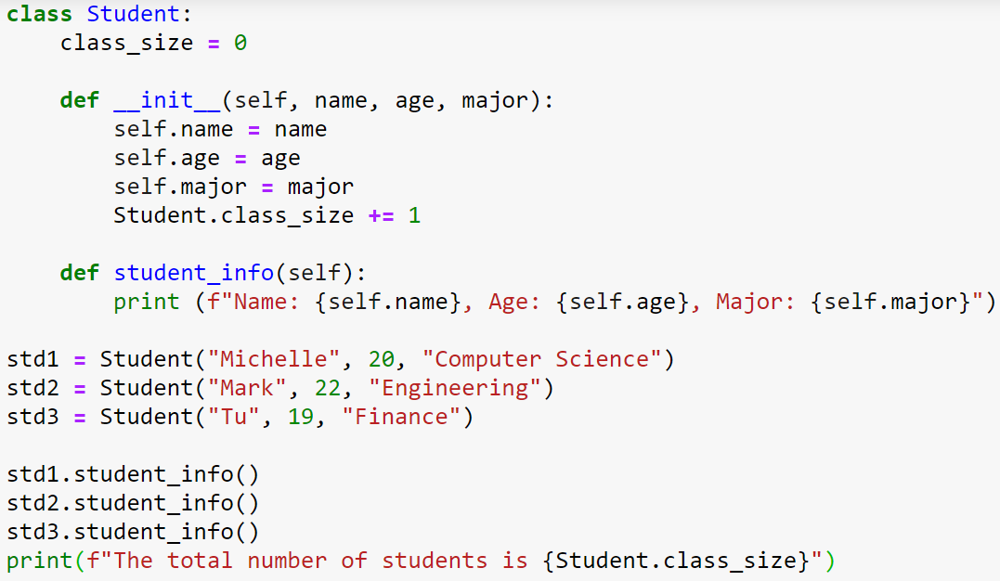 class Student:
    class_size = 0

    def __init__(self, name, age, major):
        self.name = name
        self.age = age
        self.major = major
        Student.class_size += 1

    def student_info(self):
        print (f"Name: {self.name}, Age: {self.age}, Major: {self.major}")

std1 = Student("Michelle", 20, "Computer Science")
std2 = Student("Mark", 22, "Engineering")
std3 = Student("Tu", 19, "Finance")

std1.student_info()
std2.student_info()
std3.student_info()
print(f"The total number of students is {Student.class_size}")